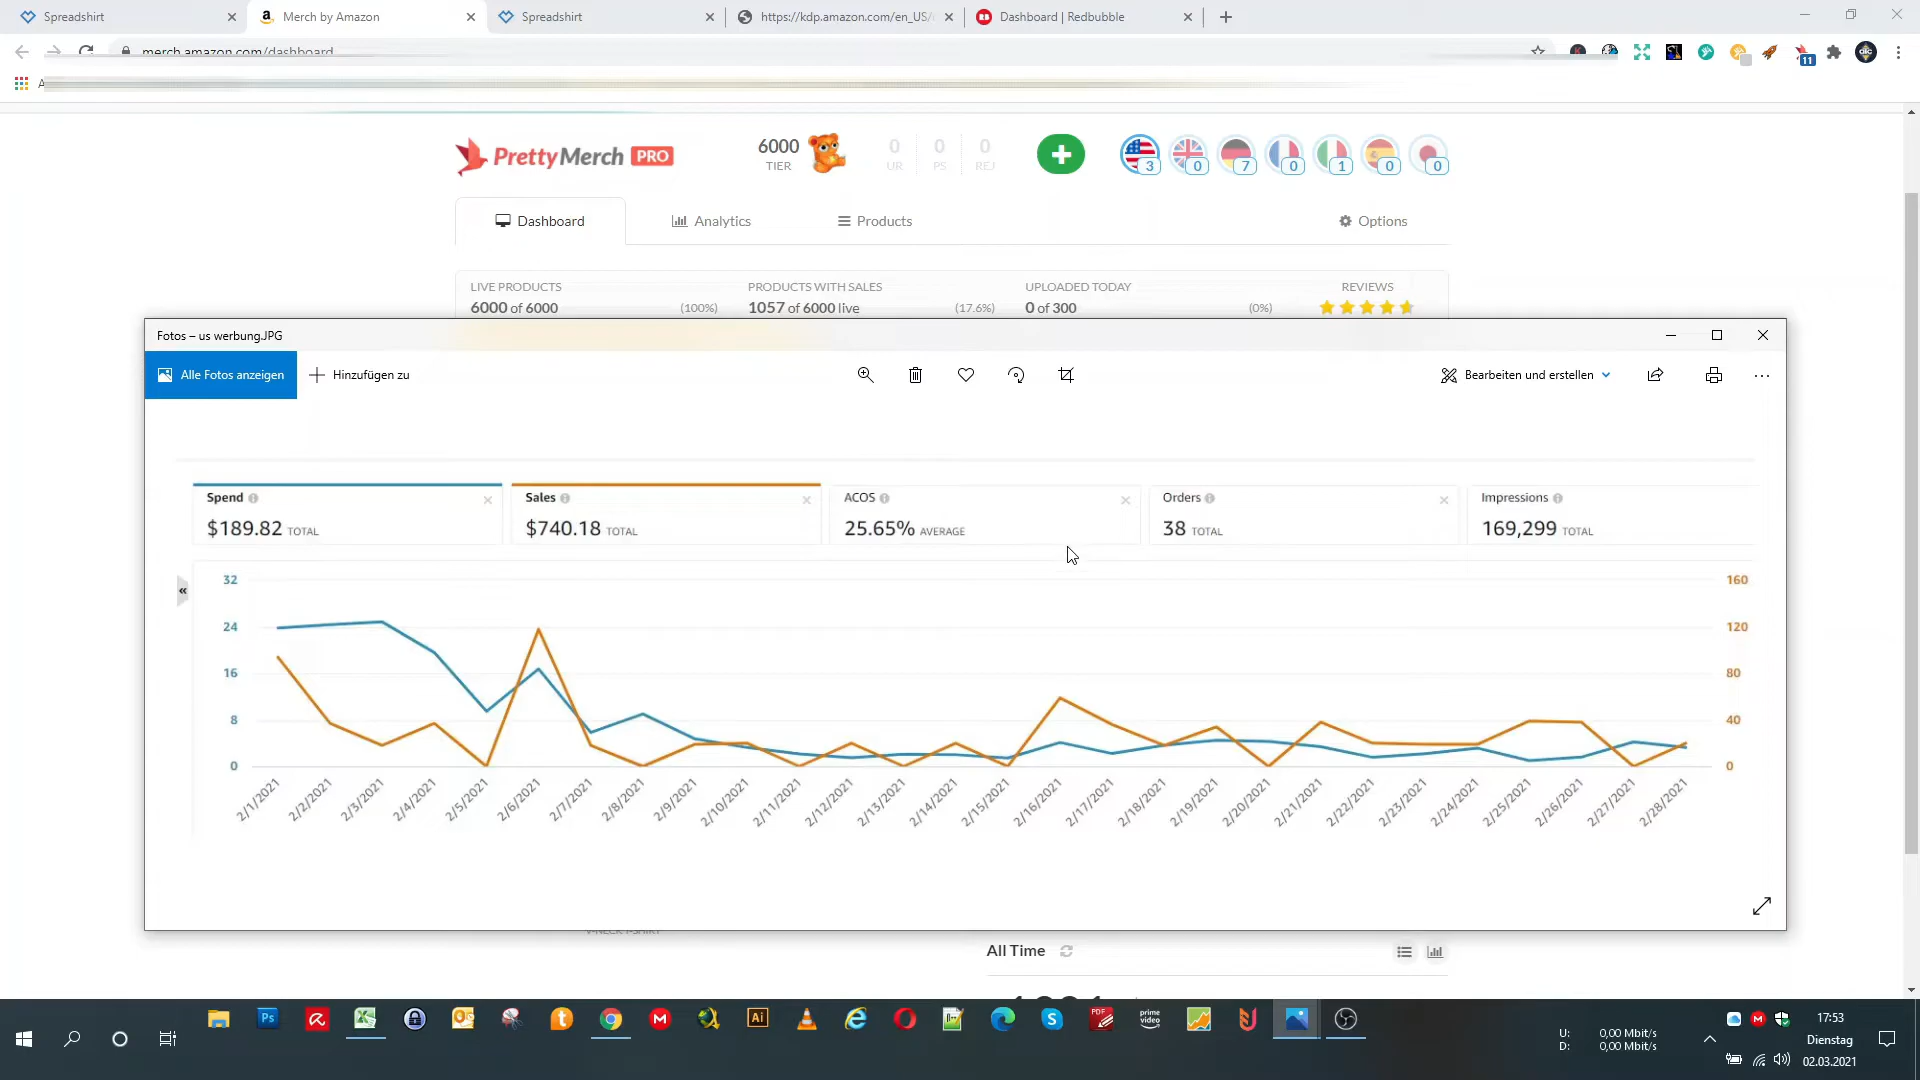 Spreadshirt
Merch by Amazon
Spreadshirt
https://kdp.amazon.com/en_US/
Dashboard | Redbubble
merch.amazon.com/dashboard
11
PrettyMerch PRO
6000
TIER
0
UR
0
PS
0
REJ
3
0
7
0
1
0
0
Dashboard
Analytics
Products
Options
LIVE PRODUCTS
6000 of 6000
(100%)
PRODUCTS WITH SALES
1057 of 6000 live
(17.6%)
UPLOADED TODAY
0 of 300
(0%)
REVIEWS
Fotos – us werbung.JPG
Alle Fotos anzeigen
Hinzufügen zu
Bearbeiten und erstellen
Spend
$189.82 TOTAL
Sales
$740.18 TOTAL
ACOS
25.65% AVERAGE
Orders
38 TOTAL
Impressions
169,299 TOTAL
«
32
24
16
8
0
160
120
80
40
0
2/1/2021
2/2/2021
2/3/2021
2/4/2021
2/5/2021
2/6/2021
2/7/2021
2/8/2021
2/9/2021
2/10/2021
2/11/2021
2/12/2021
2/13/2021
2/14/2021
2/15/2021
2/16/2021
2/17/2021
2/18/2021
2/19/2021
2/20/2021
2/21/2021
2/22/2021
2/23/2021
2/24/2021
2/25/2021
2/26/2021
2/27/2021
2/28/2021
V-NECK T-SHIRT
All Time
Ps
Ai
PDF
prime video
U: 0,00 Mbit/s
D: 0,00 Mbit/s
17:53
Dienstag
02.03.2021